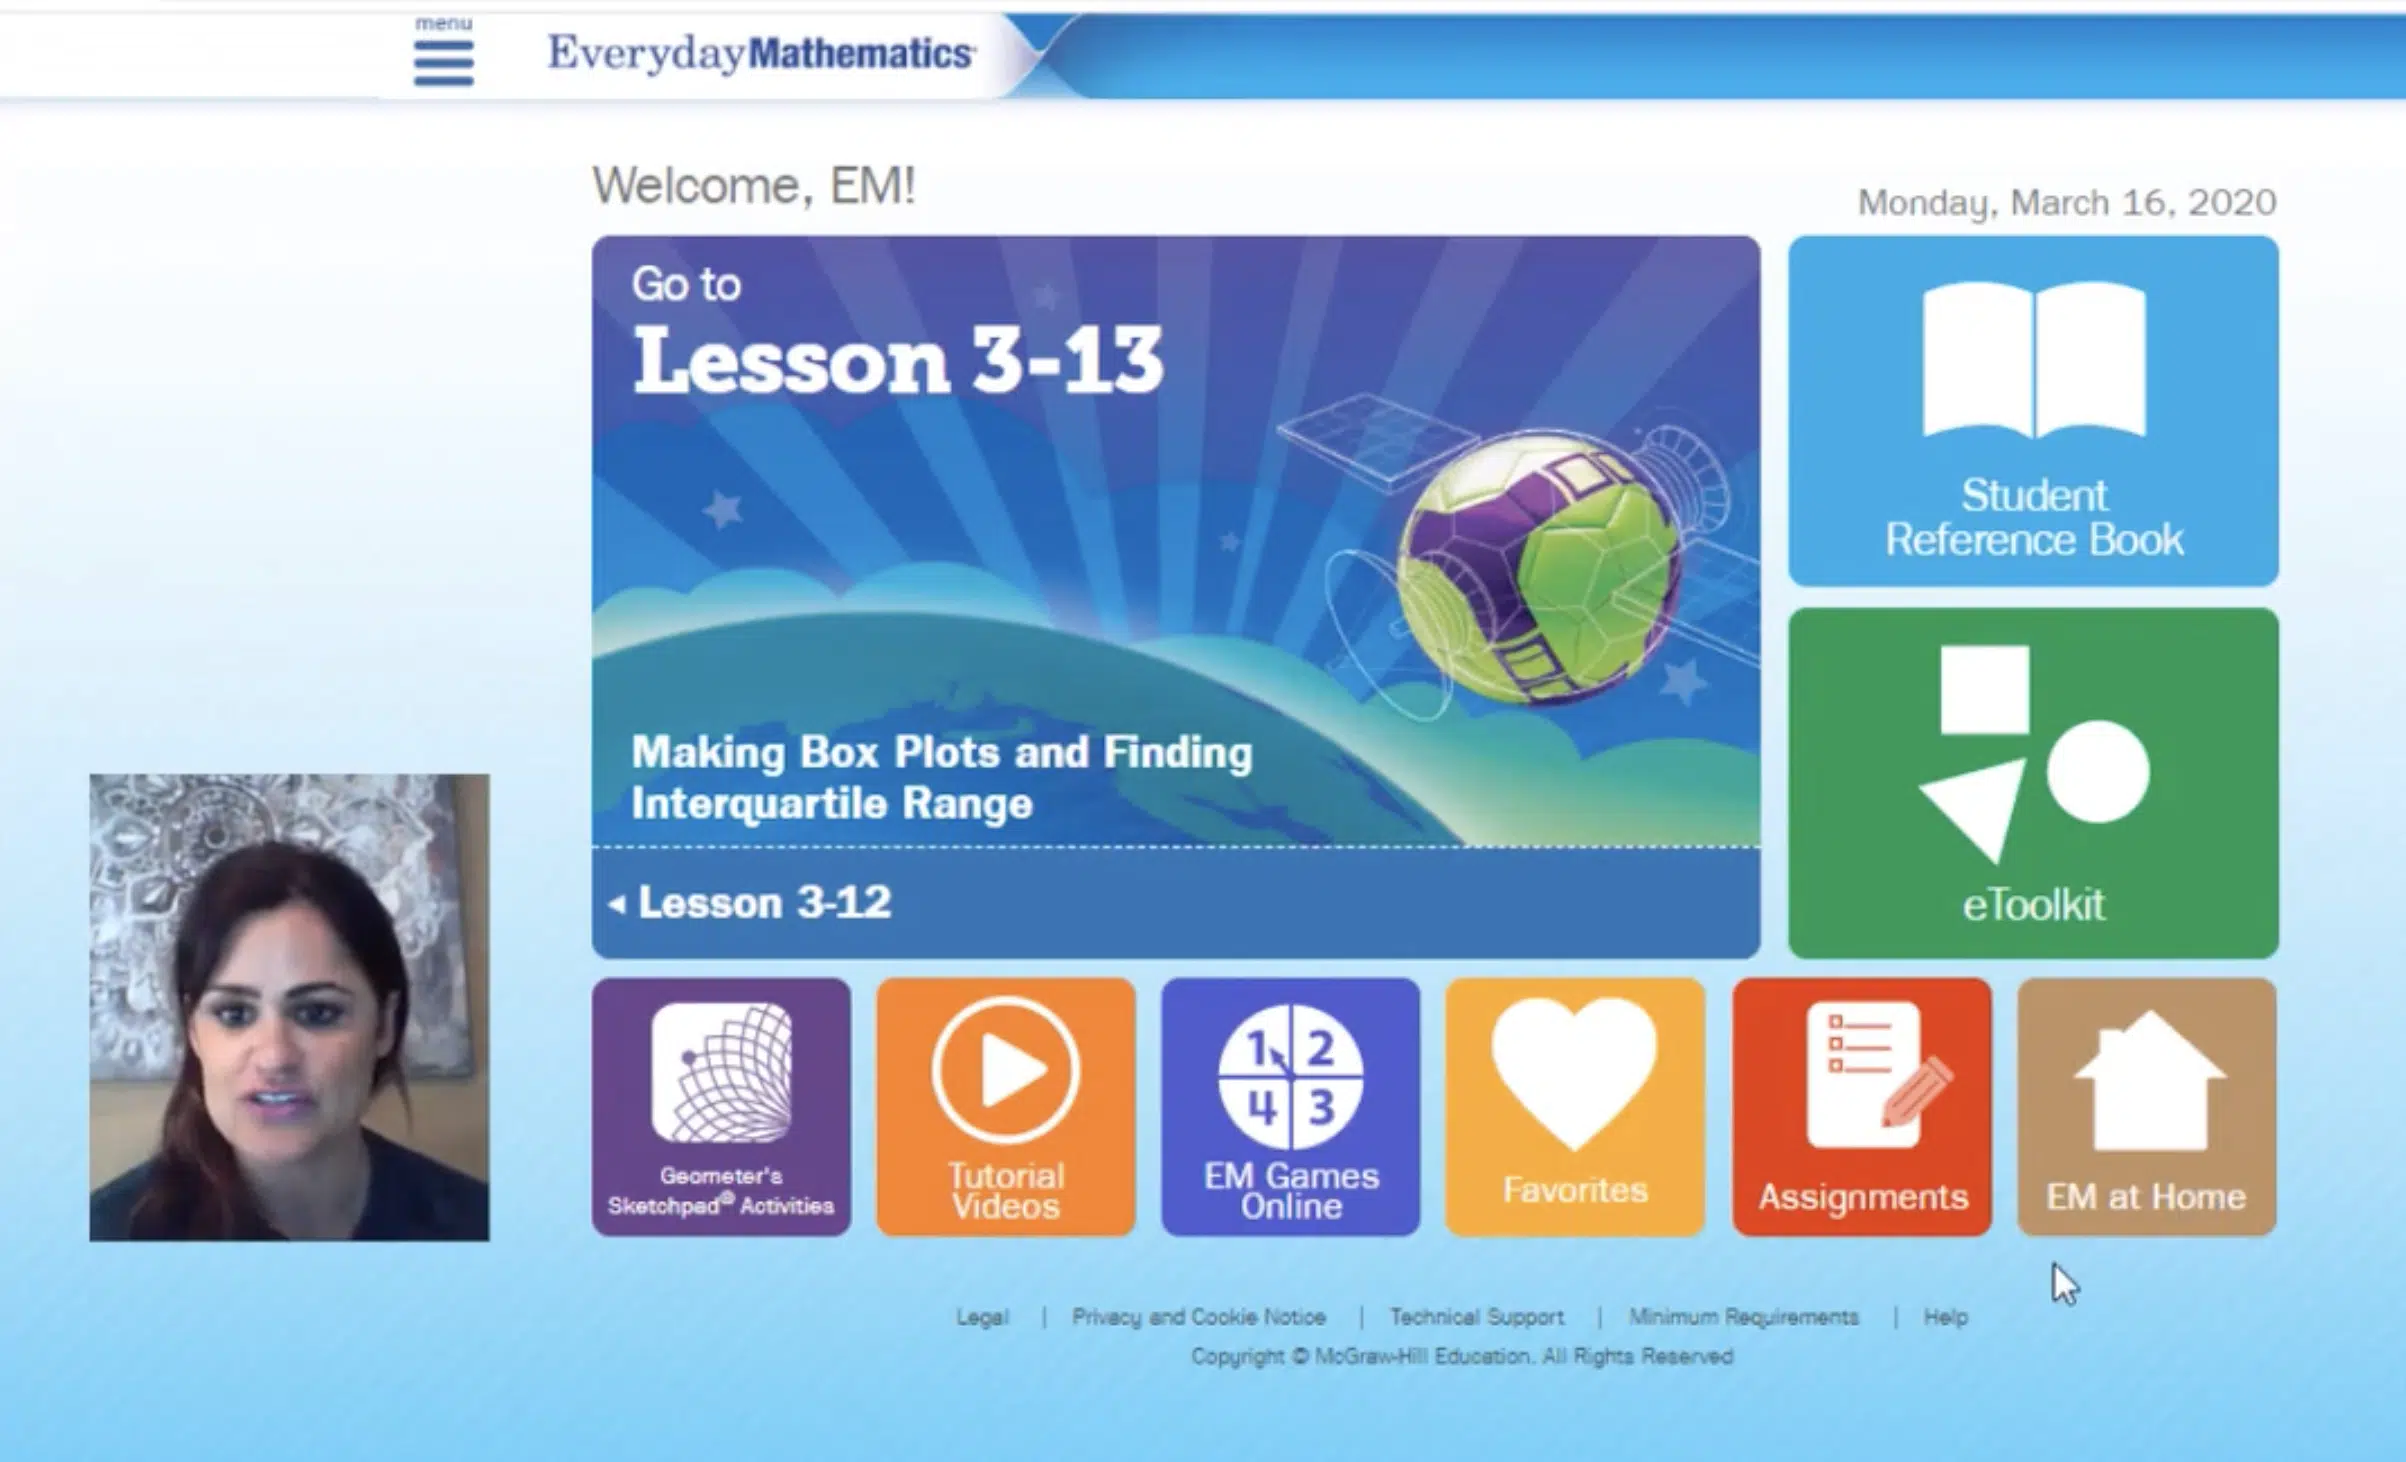 menu
EverydayMathematics
Welcome, EM!
Monday, March 16, 2020
Go to
Lesson 3-13
Making Box Plots and Finding
Interquartile Range
Lesson 3-12
Student
Reference Book
eToolkit
Geometer's
Sketchpad® Activities
Tutorial
Videos
1 2
4 3
EM Games
Online
Favorites
Assignments
EM at Home
Legal | Privacy and Cookie Notice | Technical Support | Minimum Requirements | Help
Copyright © McGraw-Hill Education. All Rights Reserved